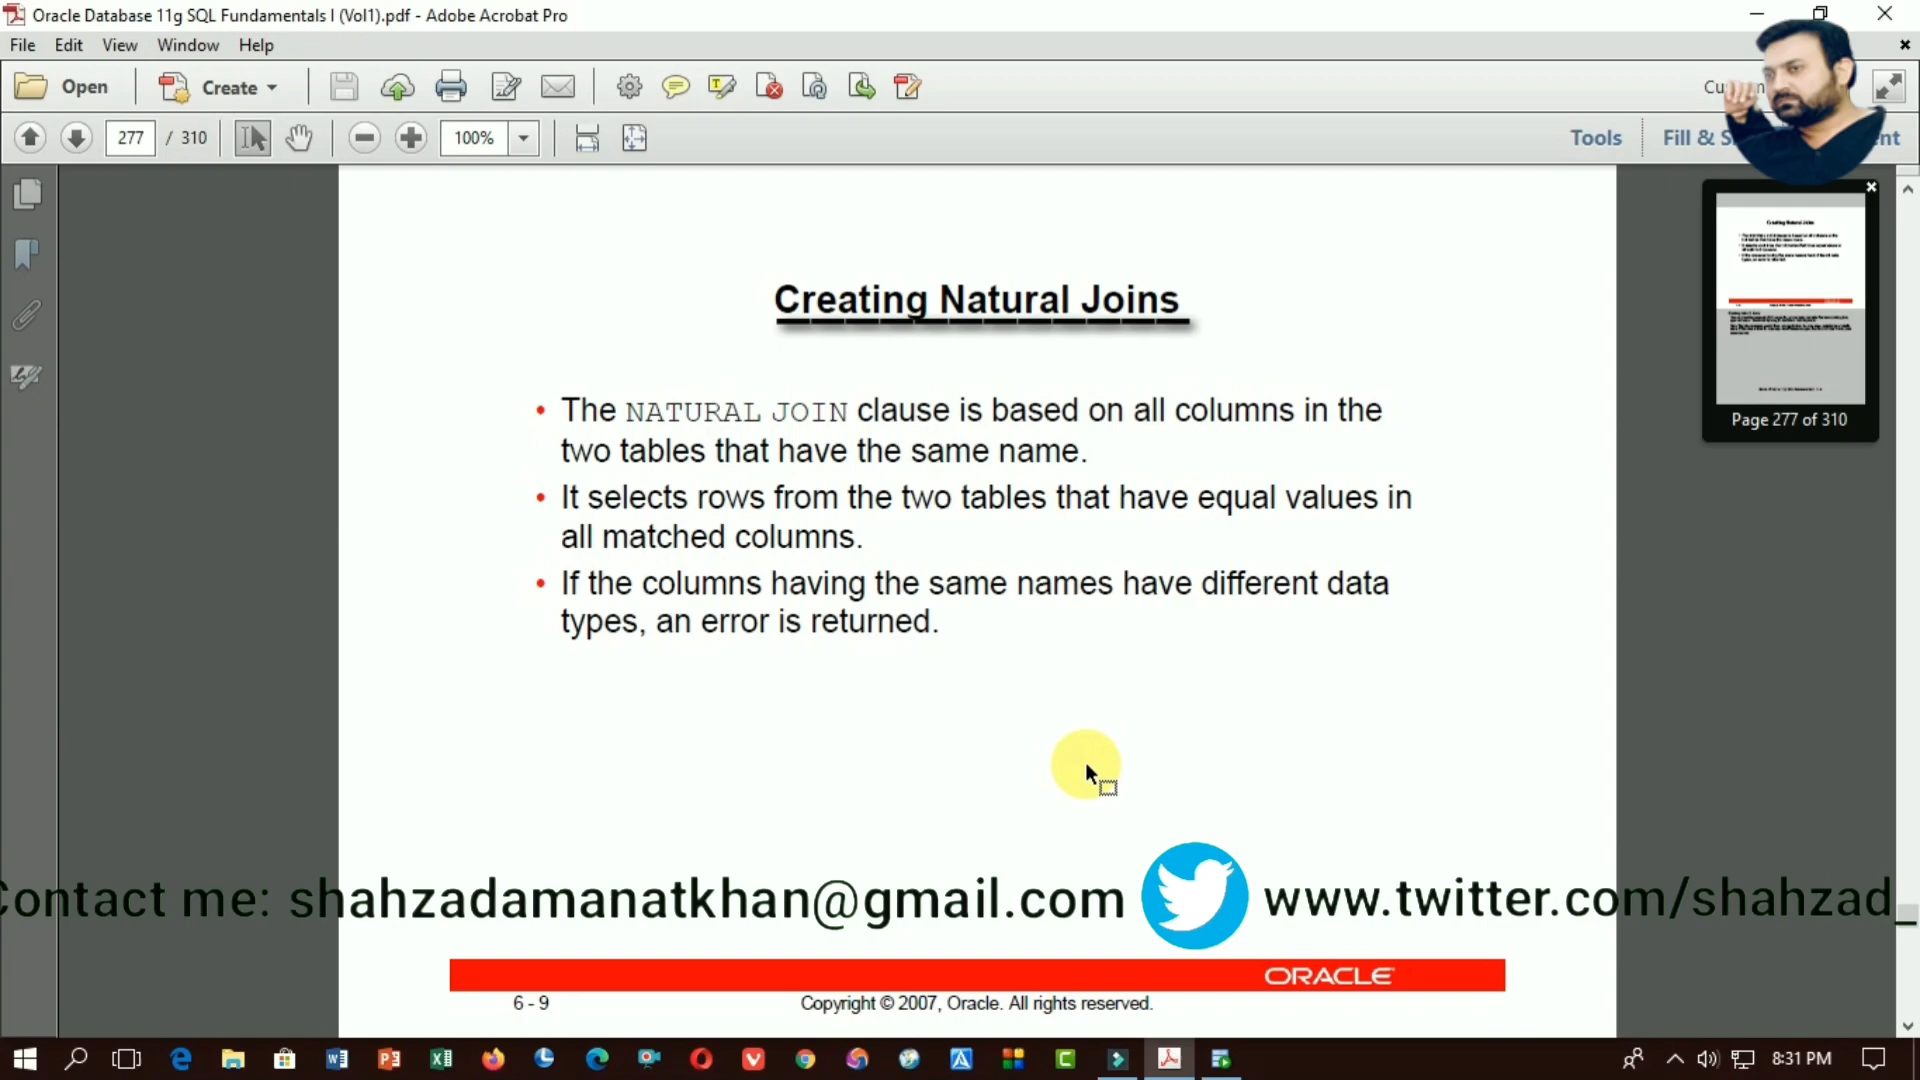 Oracle Database 11g SQL Fundamentals I (Vol1).pdf - Adobe Acrobat Pro
File Edit View Window Help
Open Create
277 / 310 100% Tools Fill & S nt
Creating Natural Joins
• The NATURAL JOIN clause is based on all columns in the
two tables that have the same name.
• It selects rows from the two tables that have equal values in
all matched columns.
• If the columns having the same names have different data
types, an error is returned.
Page 277 of 310
Contact me: shahzadamanatkhan@gmail.com www.twitter.com/shahzad_
ORACLE
6 - 9 Copyright © 2007, Oracle. All rights reserved.
8:31 PM